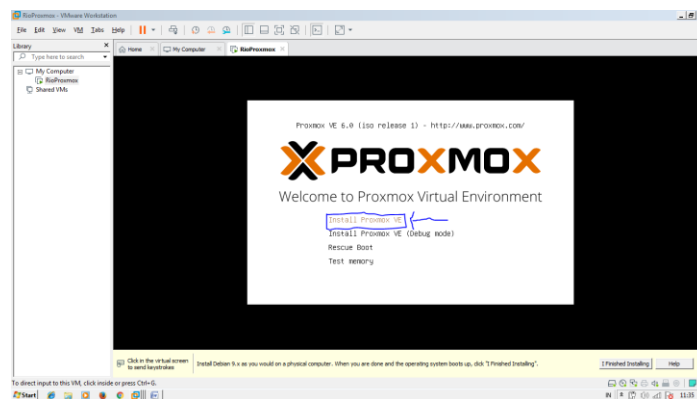 RioProxmox - VMware Workstation
File Edit View VM Tabs Help
Library
Type here to search
My Computer
RioProxmox
Shared VMs
Home
My Computer
RioProxmox
Proxmox VE 6.0 (iso release 1) - http://www.proxmox.com/
PROXMOX
Welcome to Proxmox Virtual Environment
Install Proxmox VE
Install Proxmox VE (Debug mode)
Rescue Boot
Test memory
Click in the virtual screen
to send keystrokes
Install Debian 9.x as you would on a physical computer. When you are done and the operating system boots up, click "I Finished Installing".
I Finished Installing
Help
To direct input to this VM, click inside or press Ctrl+G.
Start
IN
11:35